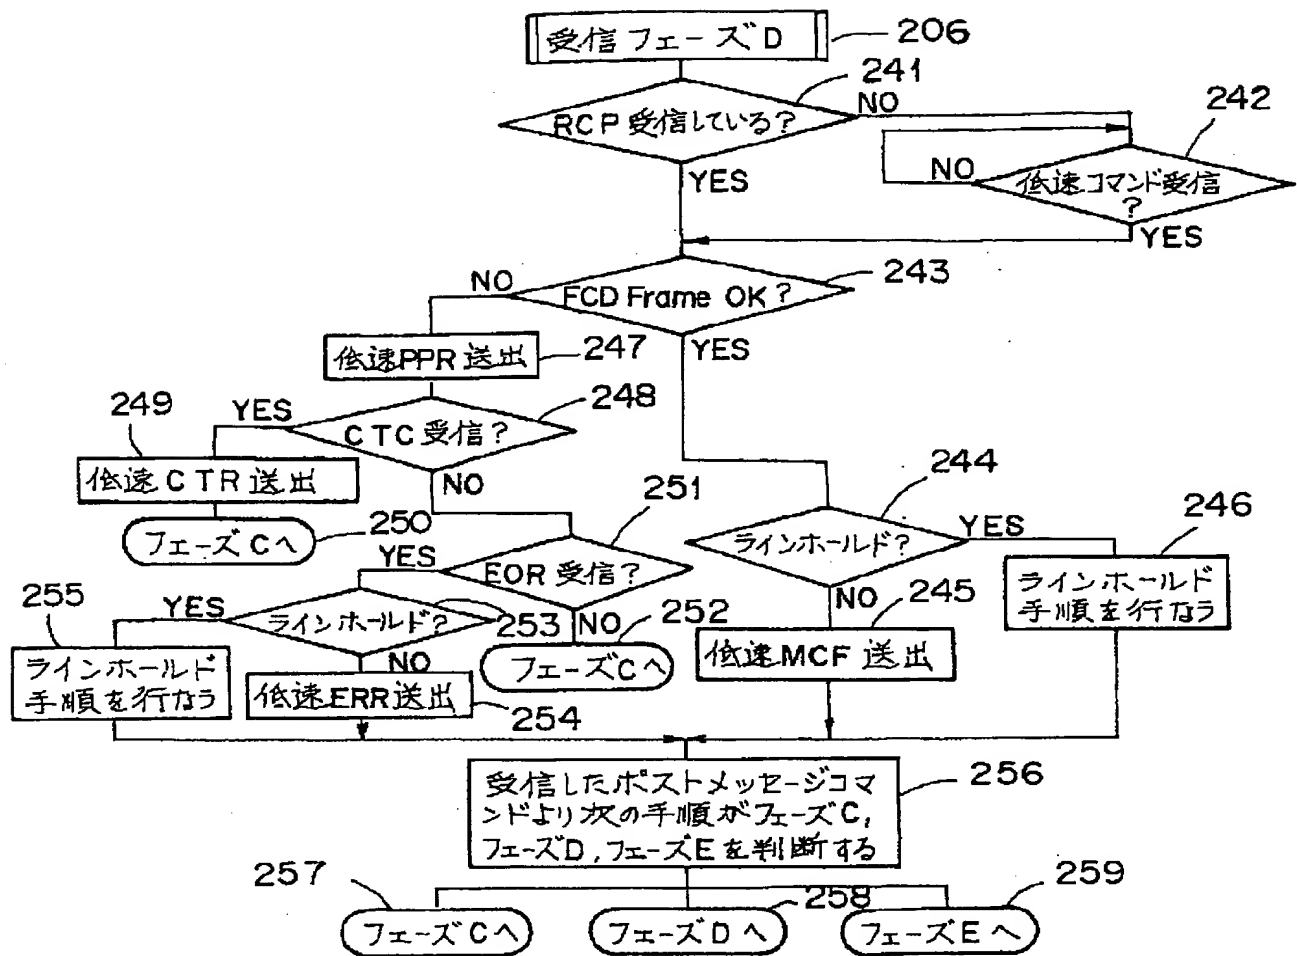 受信フェーズD
206
241
RCP受信している?
NO
242
YES
NO
低速コマンド受信
?
YES
243
NO
FCD Frame OK?
YES
低速PPR送出
247
248
249
YES
CTC受信?
低速CTR送出
NO
244
251
246
250
フェーズCへ
YES
EOR受信?
ラインホールド?
YES
ラインホールド
手順を行なう
NO
245
255
YES
ラインホールド?
253
NO
252
低速MCF送出
ラインホールド
手順を行なう
NO
フェーズCへ
低速ERR送出
254
受信したポストメッセージコマ
ンドより次の手順がフェーズC,
フェーズD,フェーズEを判断する
256
257
258
259
フェーズCへ
フェーズDへ
フェーズEへ